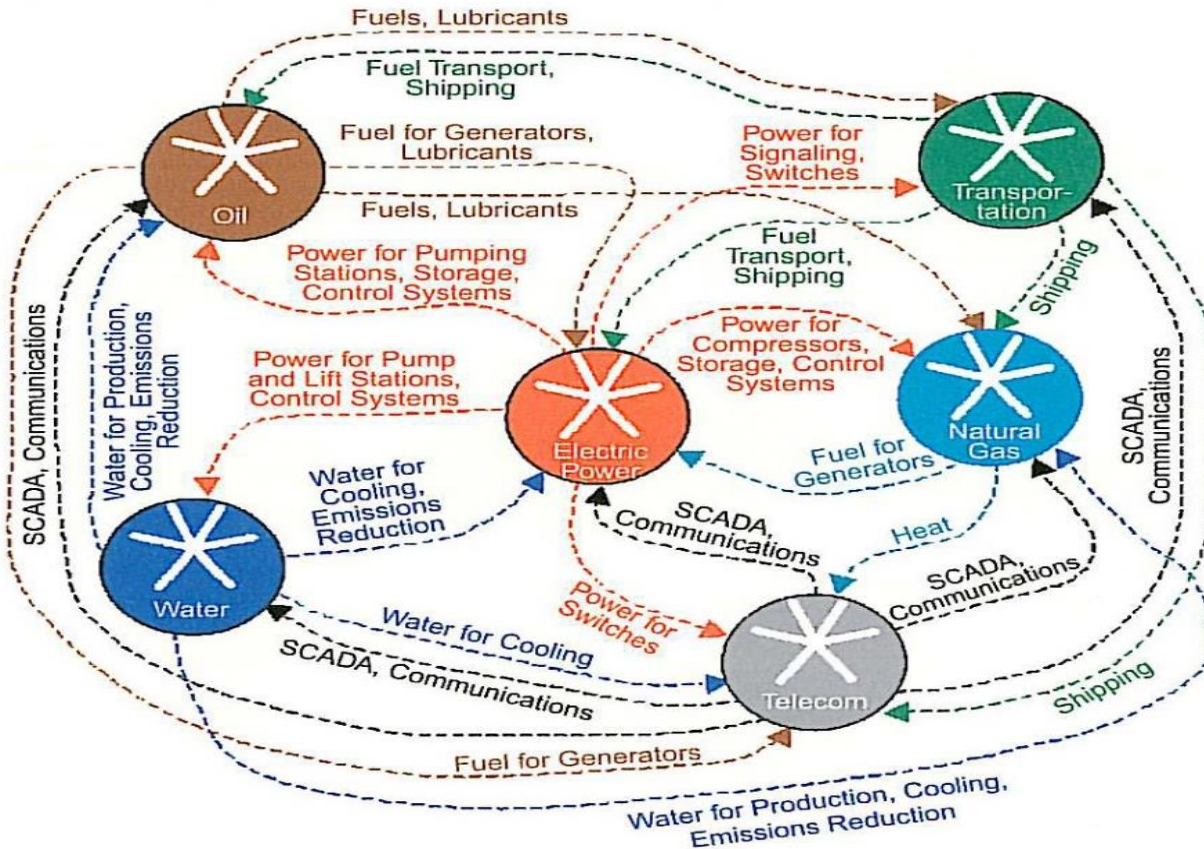 Fuels, Lubricants
Fuel Transport,
Shipping
Fuel for Generators,
Lubricants
Power for
Signaling,
Switches
Oil
Fuels, Lubricants
Transpor-
tation
Fuel
Transport,
Shipping
Shipping
Power for Pumping
Stations, Storage,
Control Systems
Power for
Compressors,
Storage, Control
Systems
Power for Pump
and Lift Stations,
Control Systems
SCADA, Communications
Water for Production,
Cooling, Emissions
Reduction
Electric
Power
Natural
Gas
Fuel for
Generators
SCADA,
Communications
Water for
Cooling,
Emissions
Reduction
SCADA,
Communications
Heat
SCADA,
Communications
Water
Power for
Switches
Water for Cooling
SCADA, Communications
Telecom
Shipping
Fuel for Generators
Water for Production, Cooling,
Emissions Reduction